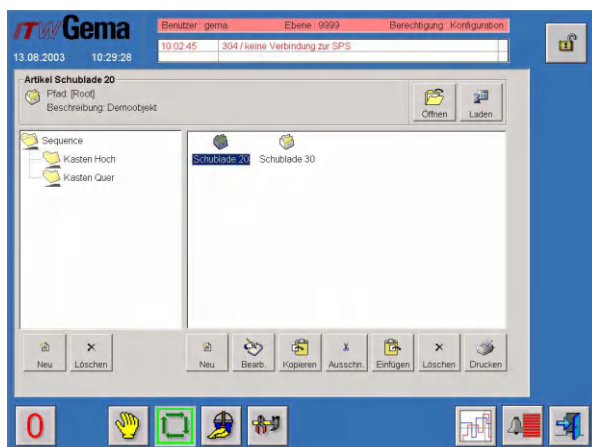 ITW Gema
Benutzer : gema Ebene : 9999 Berechtigung : Konfiguration
10:02:45 304 / keine Verbindung zur SPS
13.08.2003 10:29:28
Artikel Schublade 20
Pfad: [Root]
Beschreibung: Demoobjekt
Öffnen Laden
Sequence
Kasten Hoch
Kasten Quer
Schublade 20 Schublade 30
Neu Löschen Neu Bearb. Kopieren Ausschn. Einfügen Löschen Drucken
0